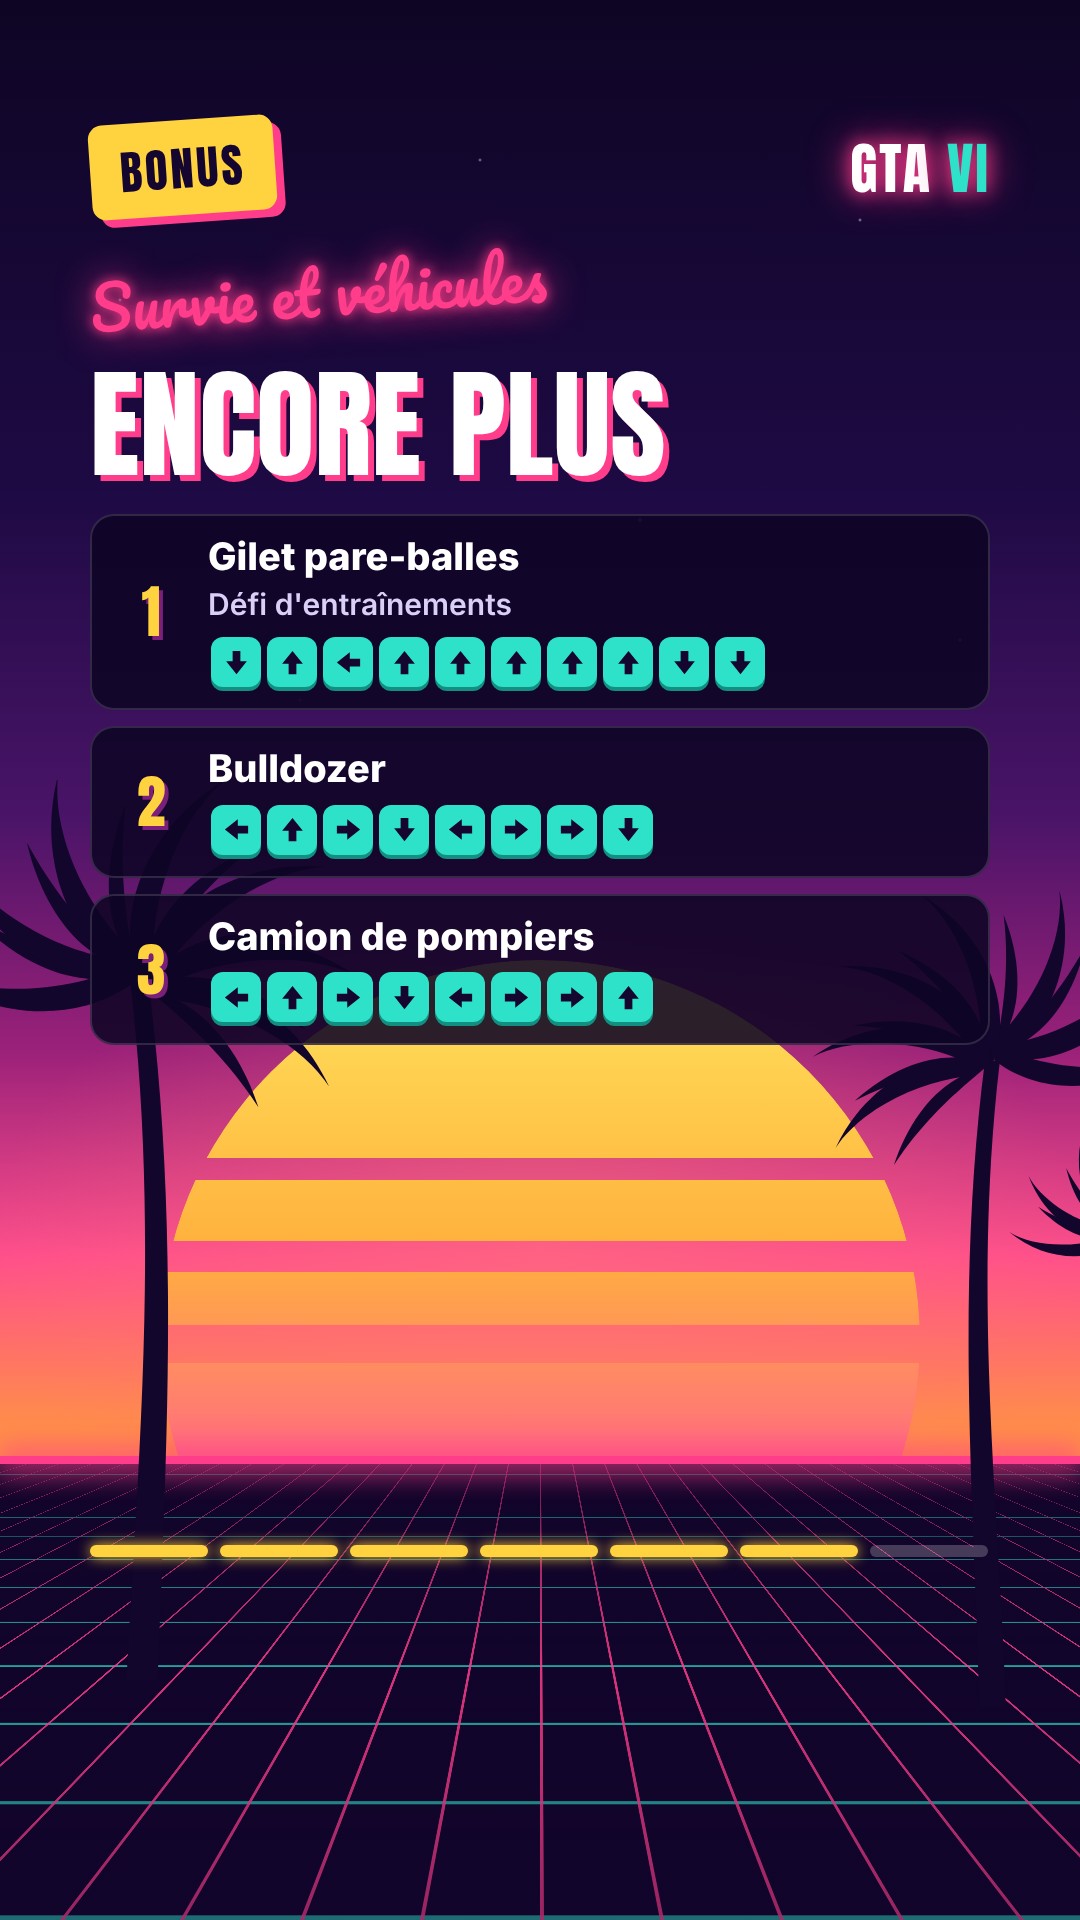 BONUS
GTA VI
Survie et véhicules
ENCORE PLUS
1
Gilet pare-balles
Défi d'entraînements
↓ ↑ ← ↑ ↑ ↑ ↑ ↑ ↓ ↓
2
Bulldozer
← ↑ → ↓ ← → → ↓
3
Camion de pompiers
← ↑ → ↓ ← → → ↑